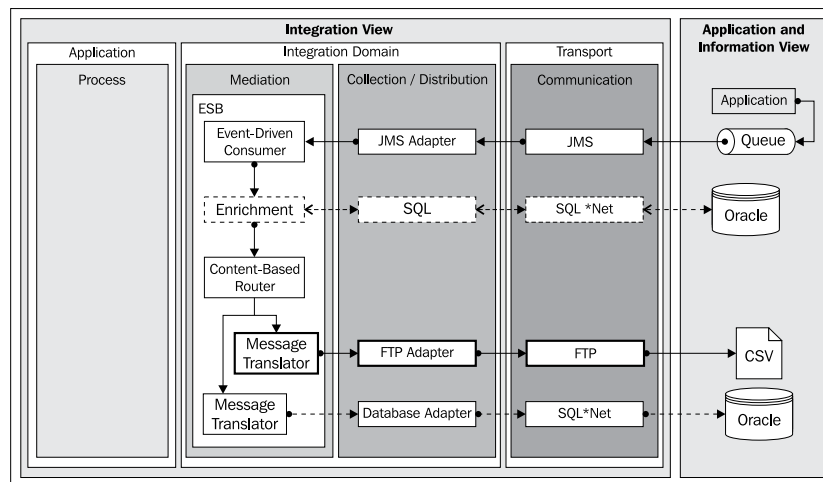 Integration View
Application and
Information View
Application
Integration Domain
Transport
Process
Mediation
Collection / Distribution
Communication
ESB
Application
Event-Driven
Consumer
JMS Adapter
JMS
Queue
Enrichment
SQL
SQL *Net
Oracle
Content-Based
Router
Message
Translator
FTP Adapter
FTP
CSV
Message
Translator
Database Adapter
SQL*Net
Oracle